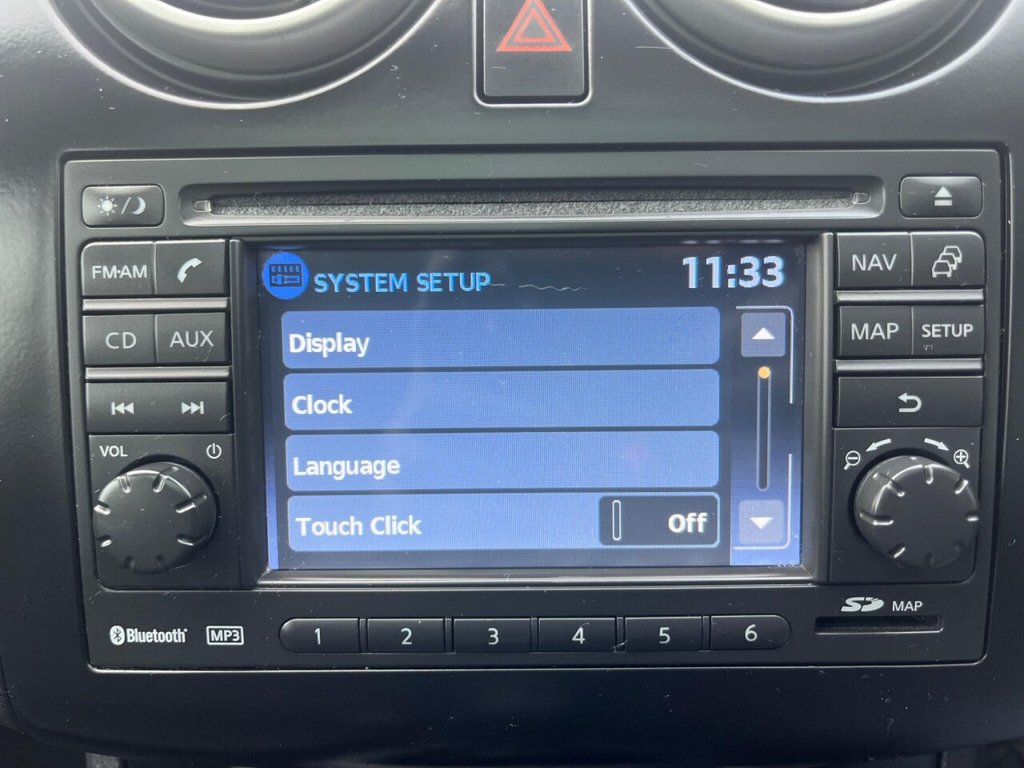 FM·AM
CD AUX
VOL
SYSTEM SETUP 11:33
Display
Clock
Language
Touch Click Off
NAV
MAP SETUP
Bluetooth MP3
1 2 3 4 5 6
SD MAP